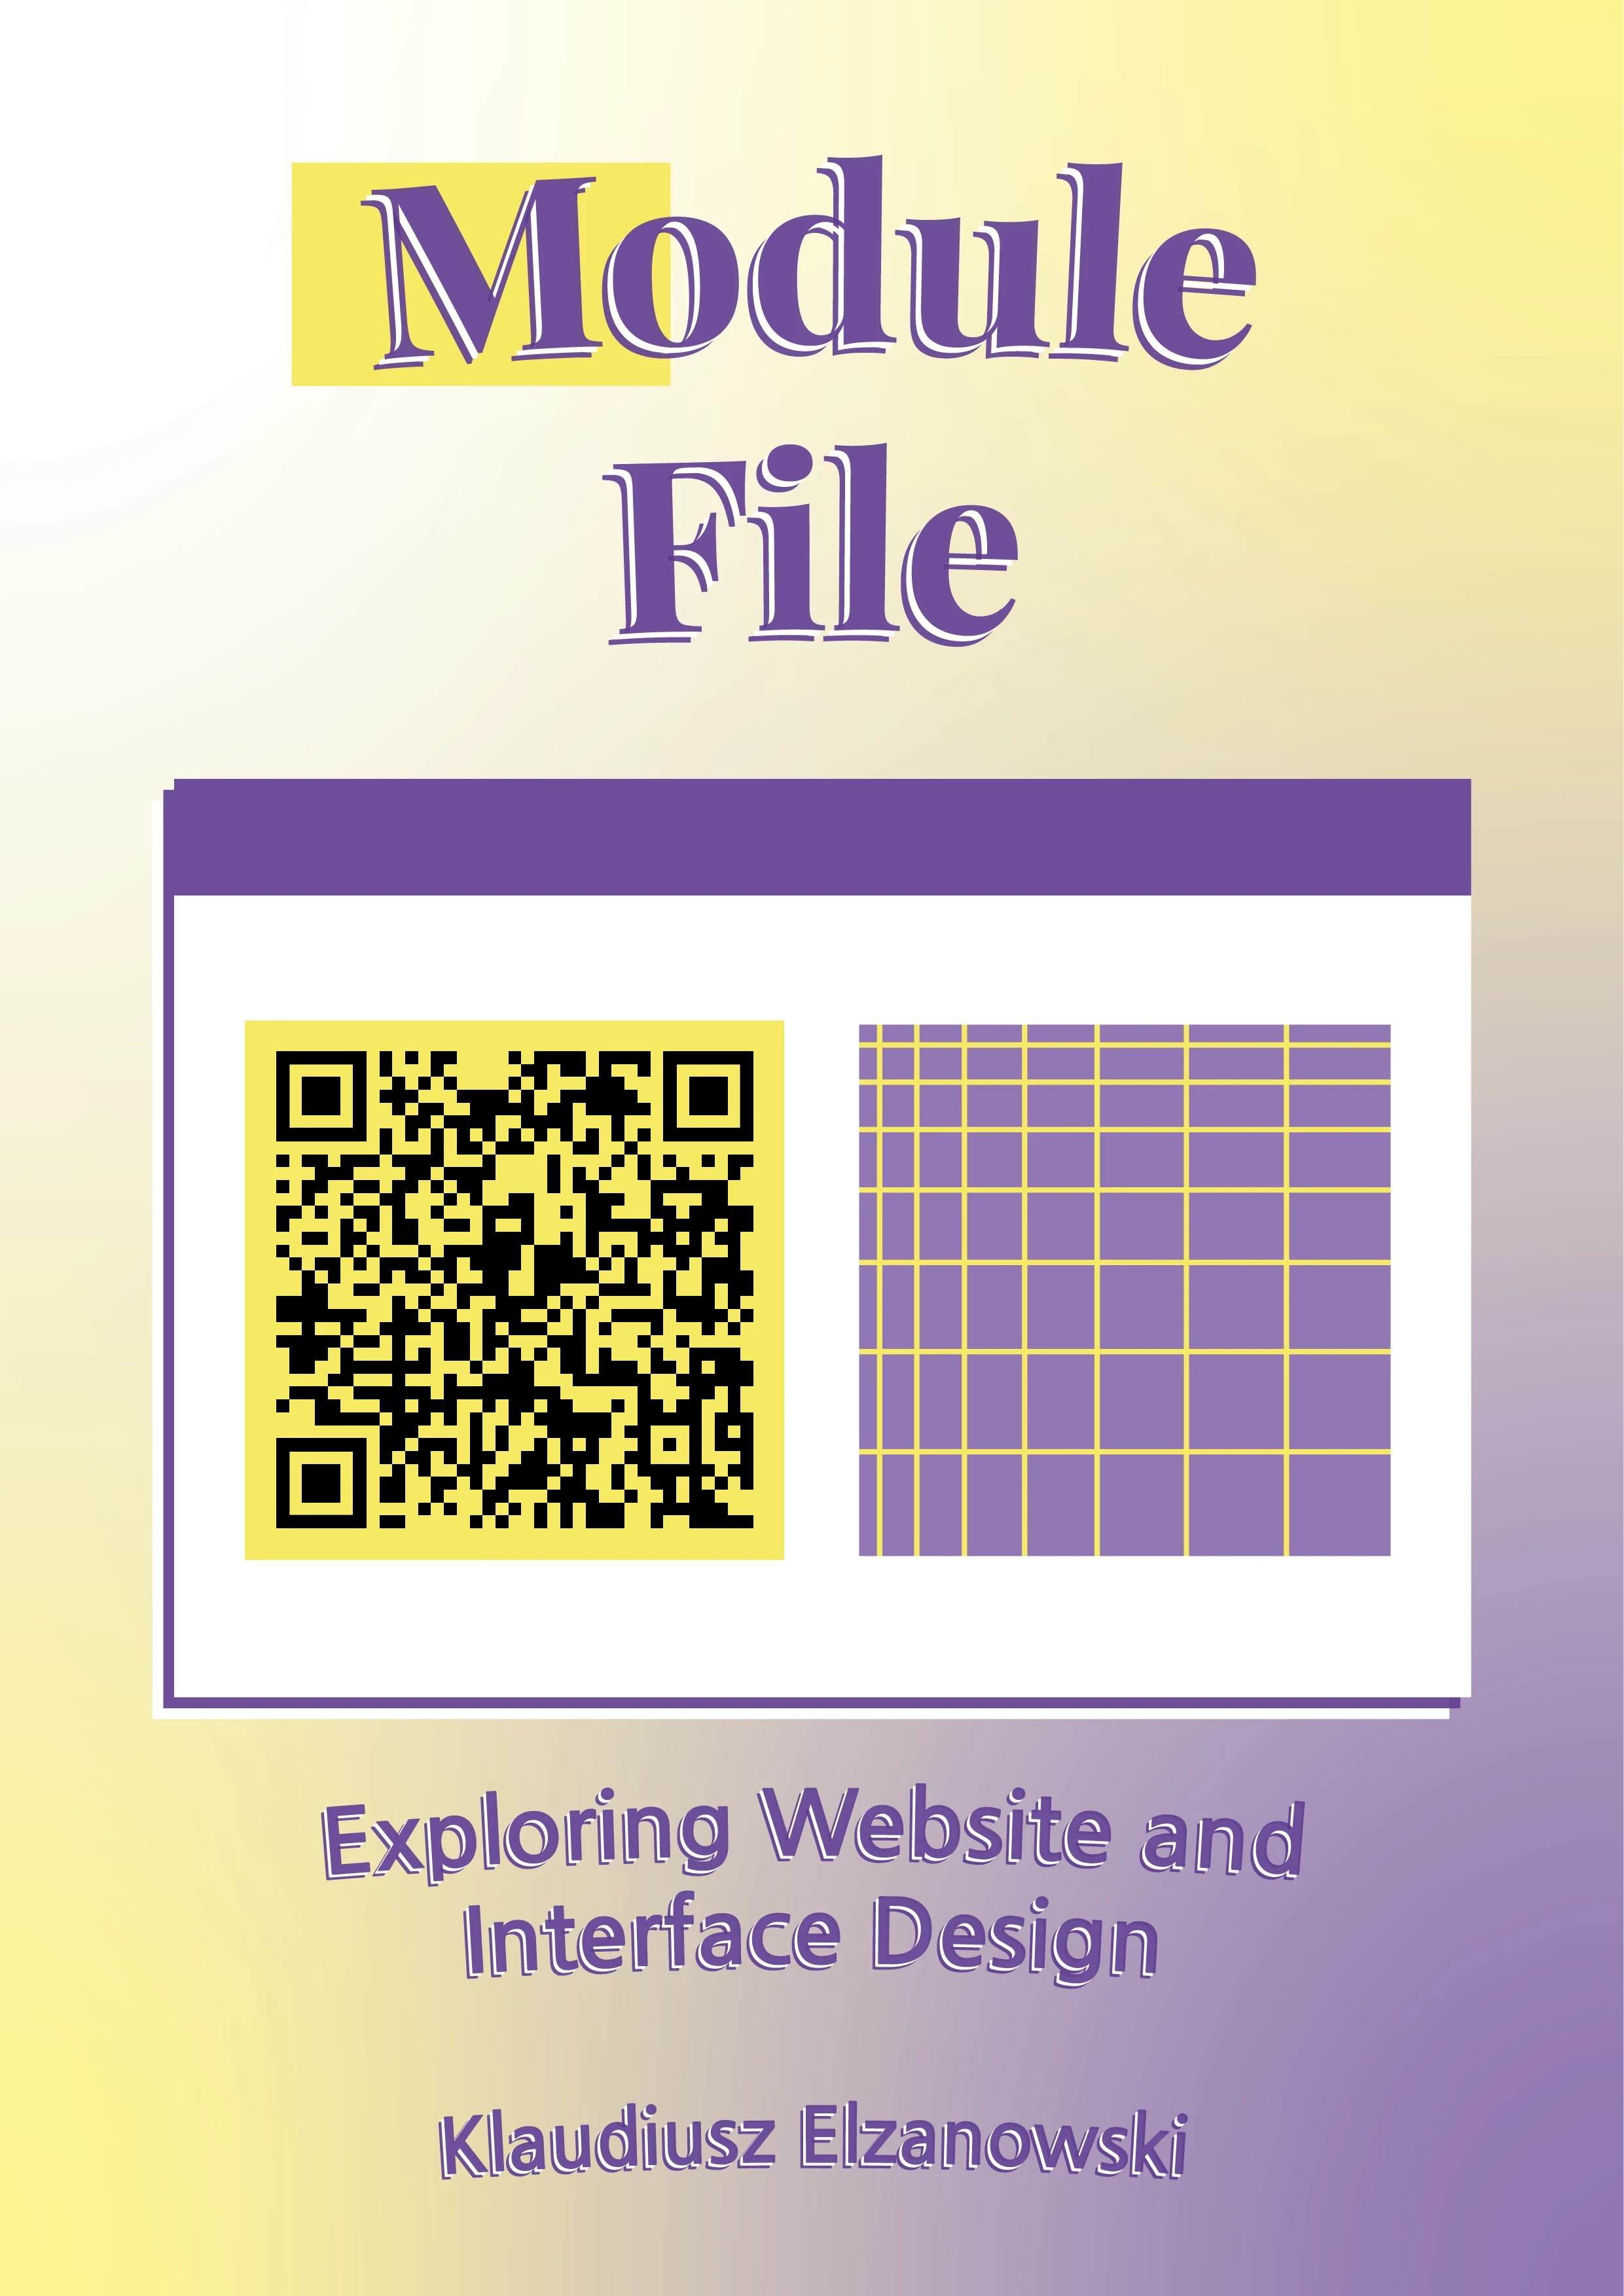 Module
File
Exploring Website and
Interface Design
Klaudiusz Elzanowski